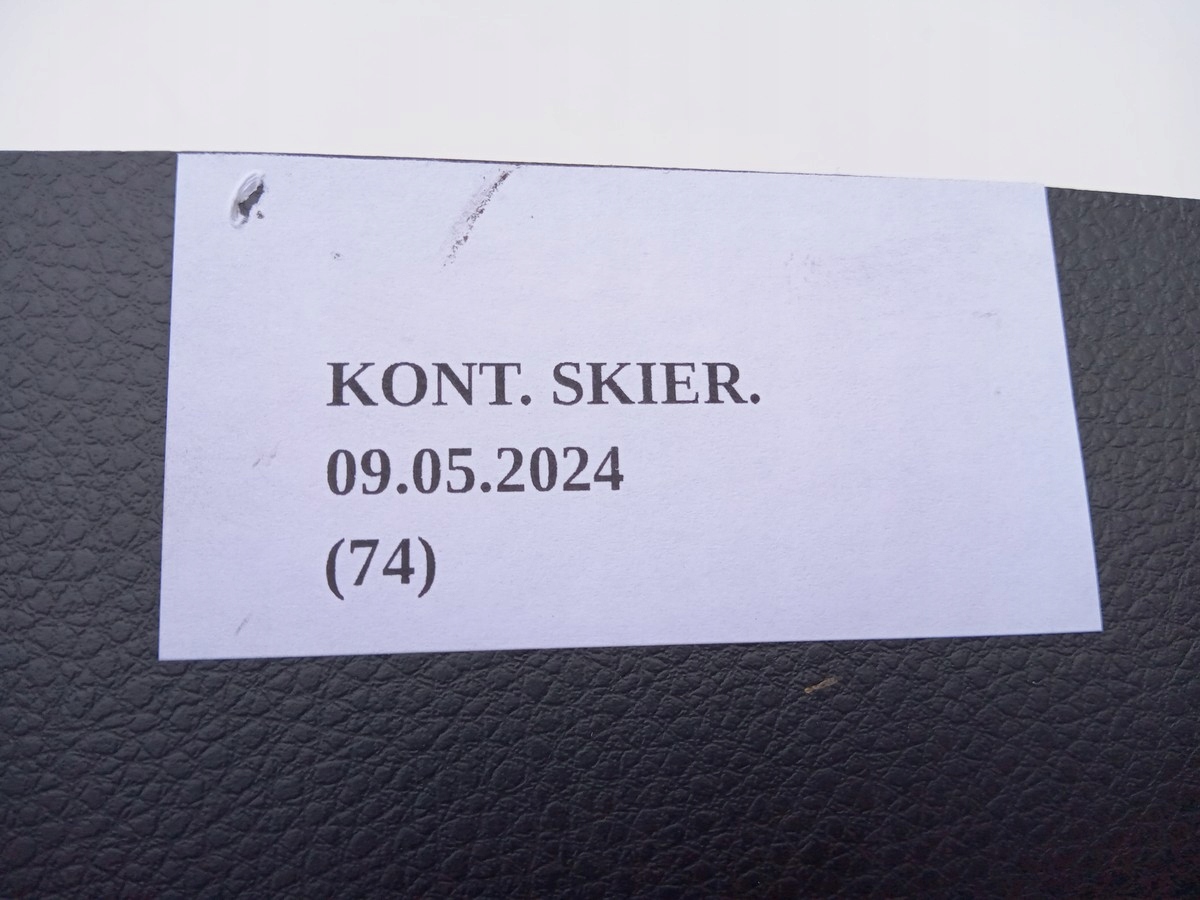 KONT. SKIER.
09.05.2024
(74)